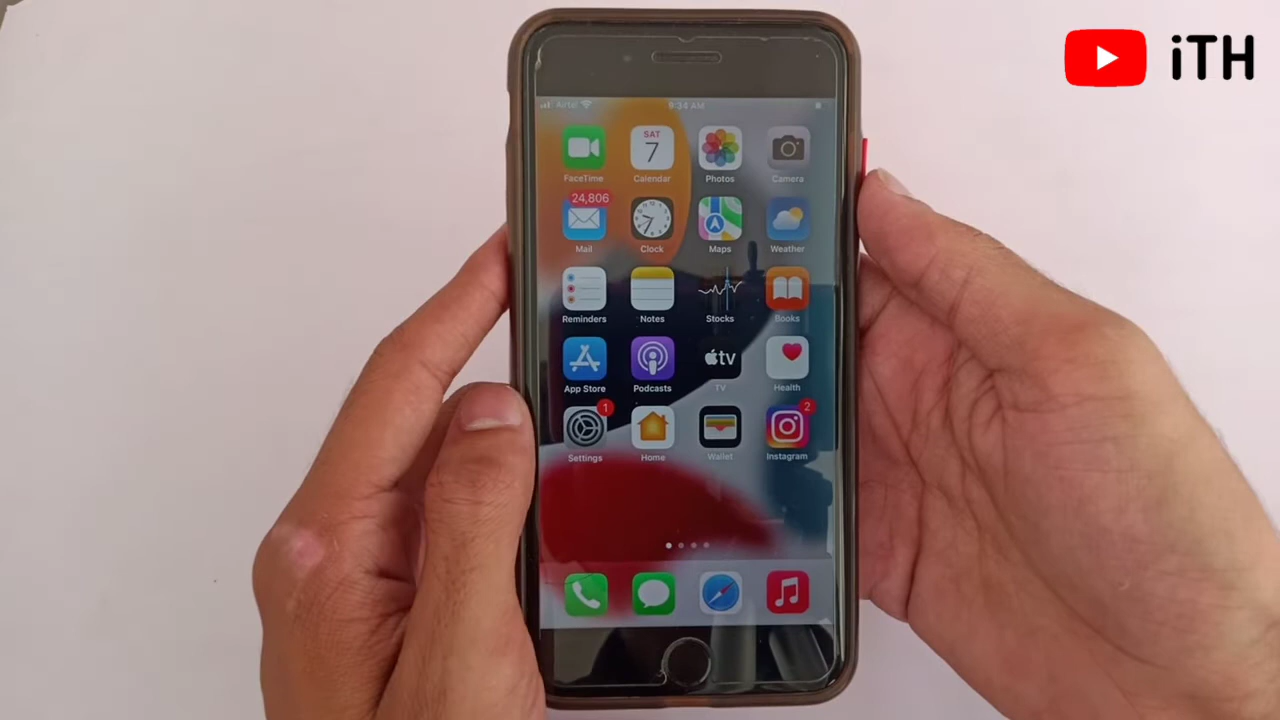 iTH
Airtel 9:34 AM
SAT
7
FaceTime Calendar Photos Camera
24,806
Mail Clock Maps Weather
Reminders Notes Stocks Books
tv
App Store Podcasts TV Health
1 2
Settings Home Wallet Instagram